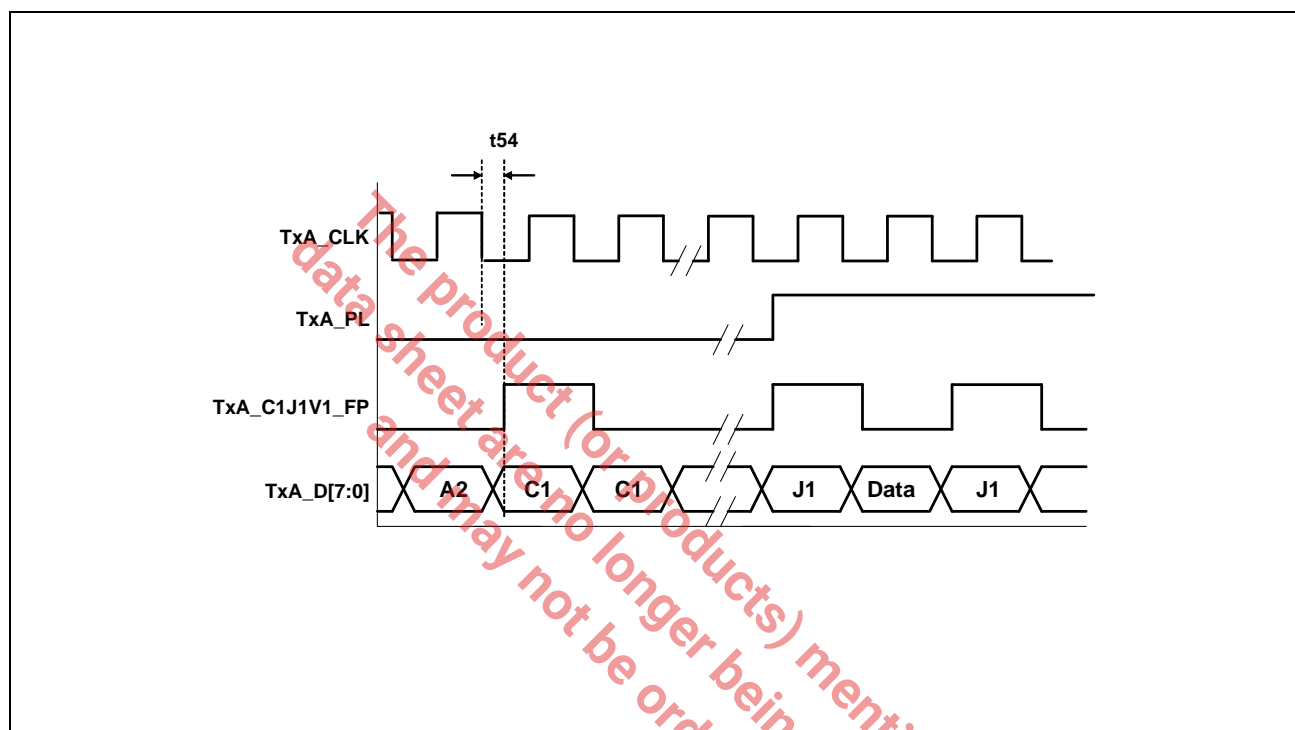 t54
TxA_CLK
TxA_PL
TxA_C1J1V1_FP
TxA_D[7:0]
A2
C1
C1
J1
Data
J1
The product (or products) menti
data sheet are no longer bein
and may not be ord